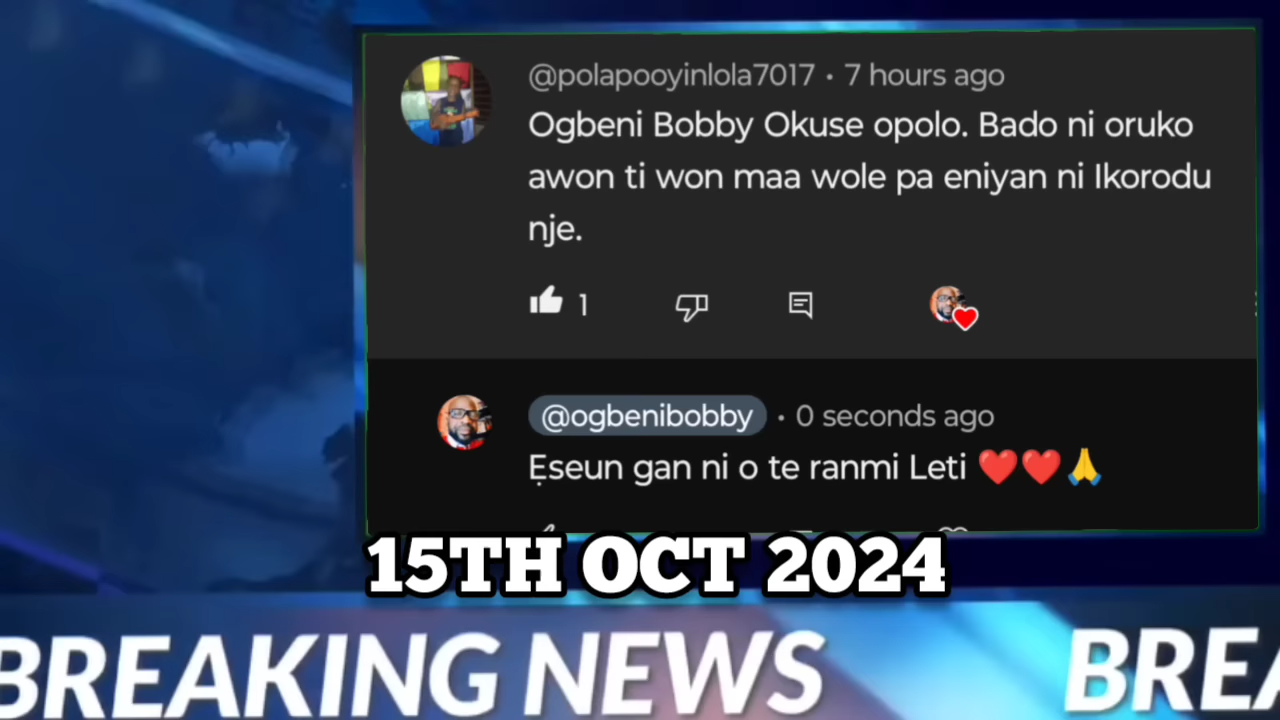 @polapooyinlola7017 · 7 hours ago
Ogbeni Bobby Okuse opolo. Bado ni oruko
awon ti won maa wole pa eniyan ni Ikorodu
nje.
1
@ogbenibobby · 0 seconds ago
Ẹseun gan ni o te ranmi Leti ❤️❤️🙏
15TH OCT 2024
BREAKING NEWS BREA